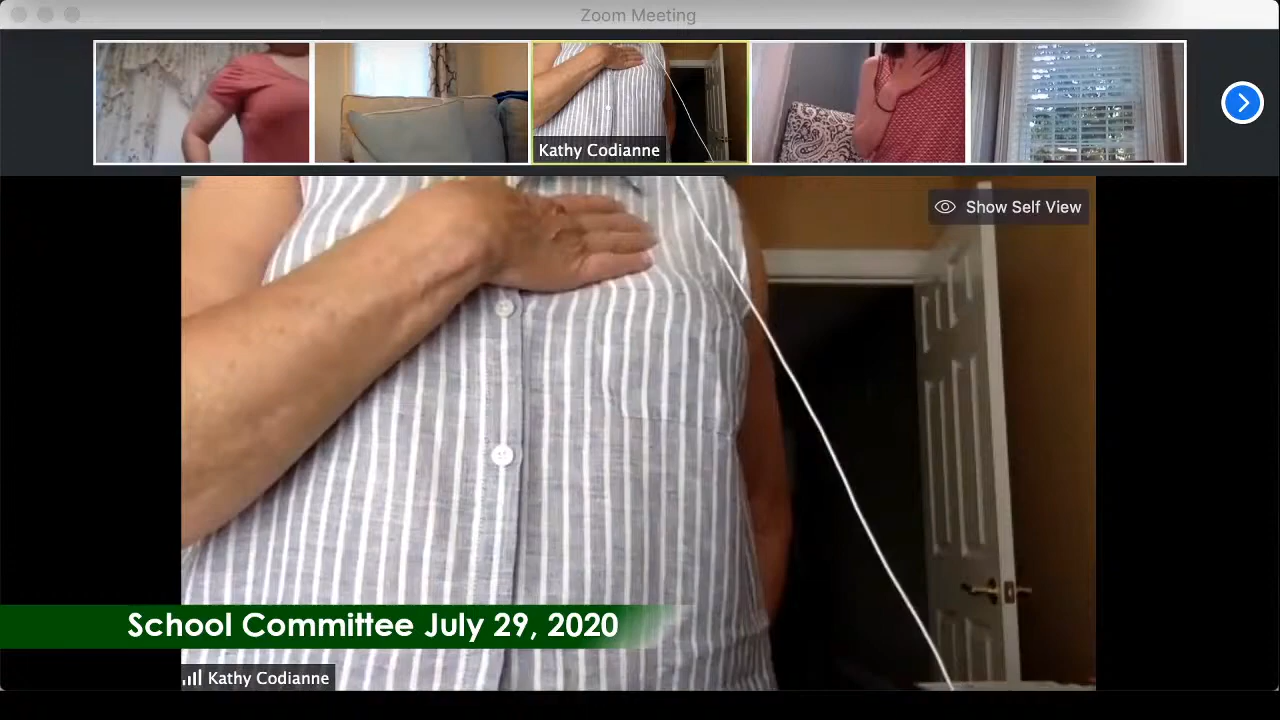 Zoom Meeting
Kathy Codianne
Show Self View
School Committee July 29, 2020
Kathy Codianne